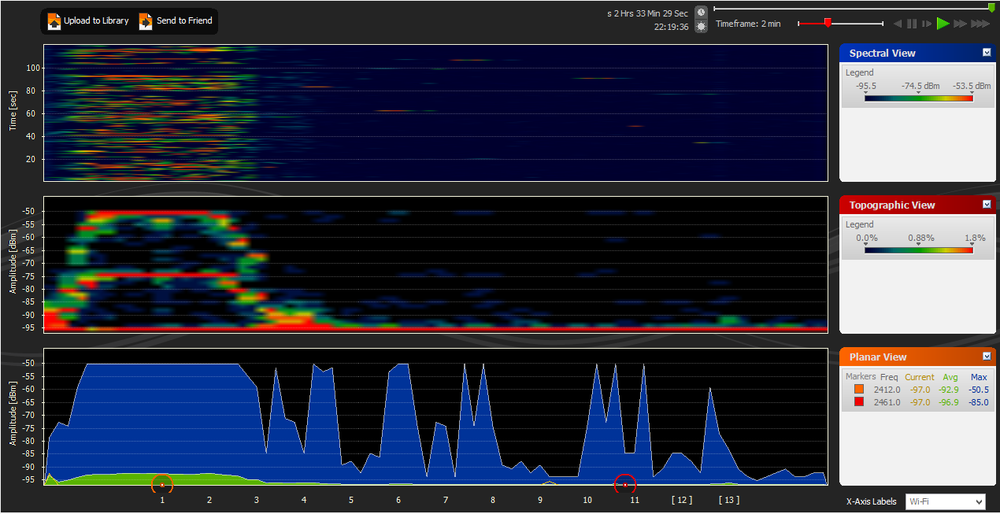 Upload to Library
Send to Friend
s 2 Hrs 33 Min 29 Sec
22:19:36
Timeframe: 2 min
Time [sec]
100
80
60
40
20
Spectral View
Legend
-95.5 -74.5 dBm -53.5 dBm
Amplitude [dBm]
-50
-55
-60
-65
-70
-75
-80
-85
-90
-95
Topographic View
Legend
0.0% 0.88% 1.8%
Amplitude [dBm]
-50
-55
-60
-65
-70
-75
-80
-85
-90
-95
1 2 3 4 5 6 7 8 9 10 11 [ 12 ] [ 13 ]
Planar View
Markers Freq Current Avg Max
2412.0 -97.0 -92.9 -50.5
2461.0 -97.0 -96.9 -85.0
X-Axis Labels Wi-Fi